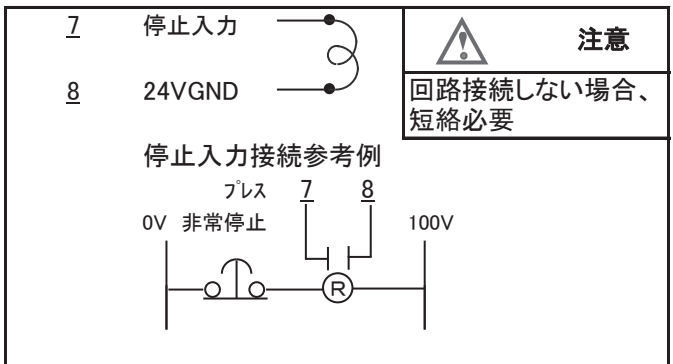 7 停止入力
注意
8 24VGND
回路接続しない場合、
短絡必要
停止入力接続参考例
プレス 7 8
0V 非常停止 100V
R